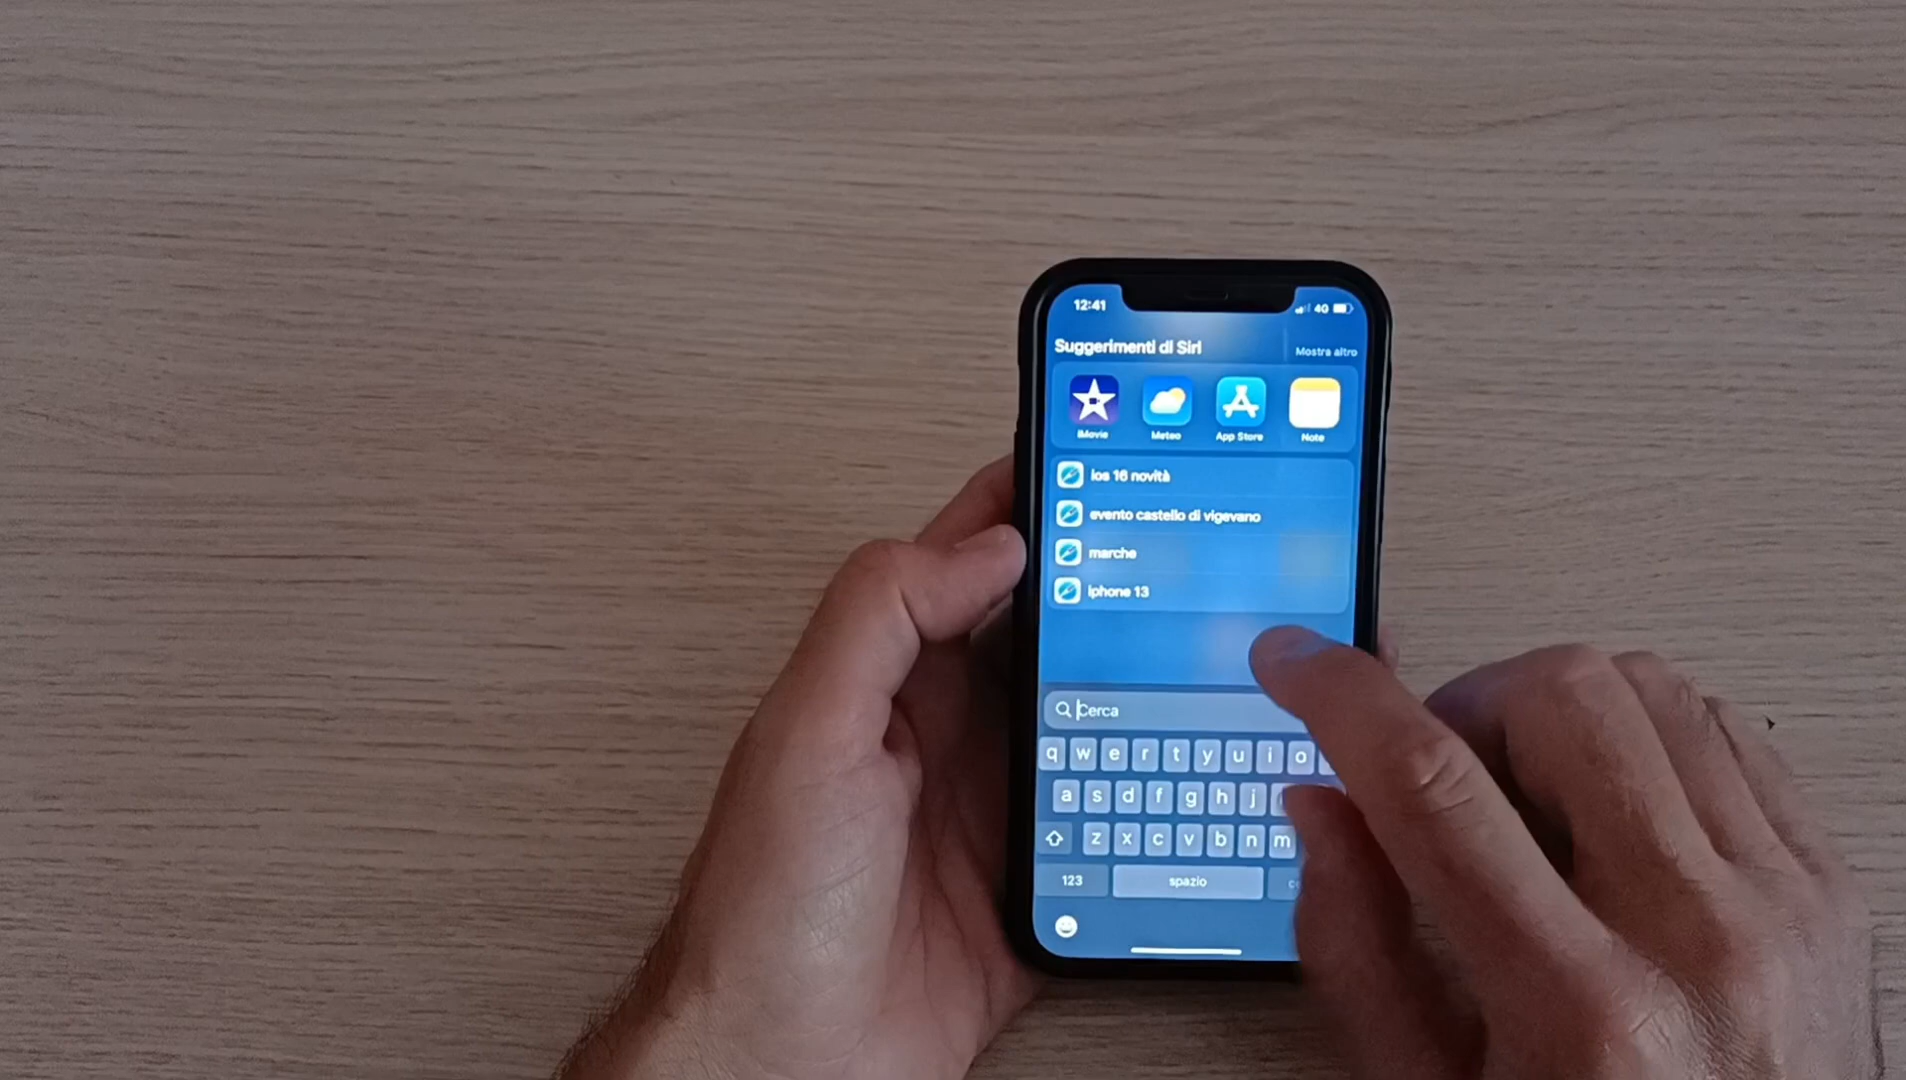 12:41
4G
Suggerimenti di Siri
Mostra altro
iMovie
Meteo
App Store
Note
ios 16 novità
evento castello di vigevano
marche
iphone 13
Cerca
q w e r t y u i o
a s d f g h j
z x c v b n m
123
spazio